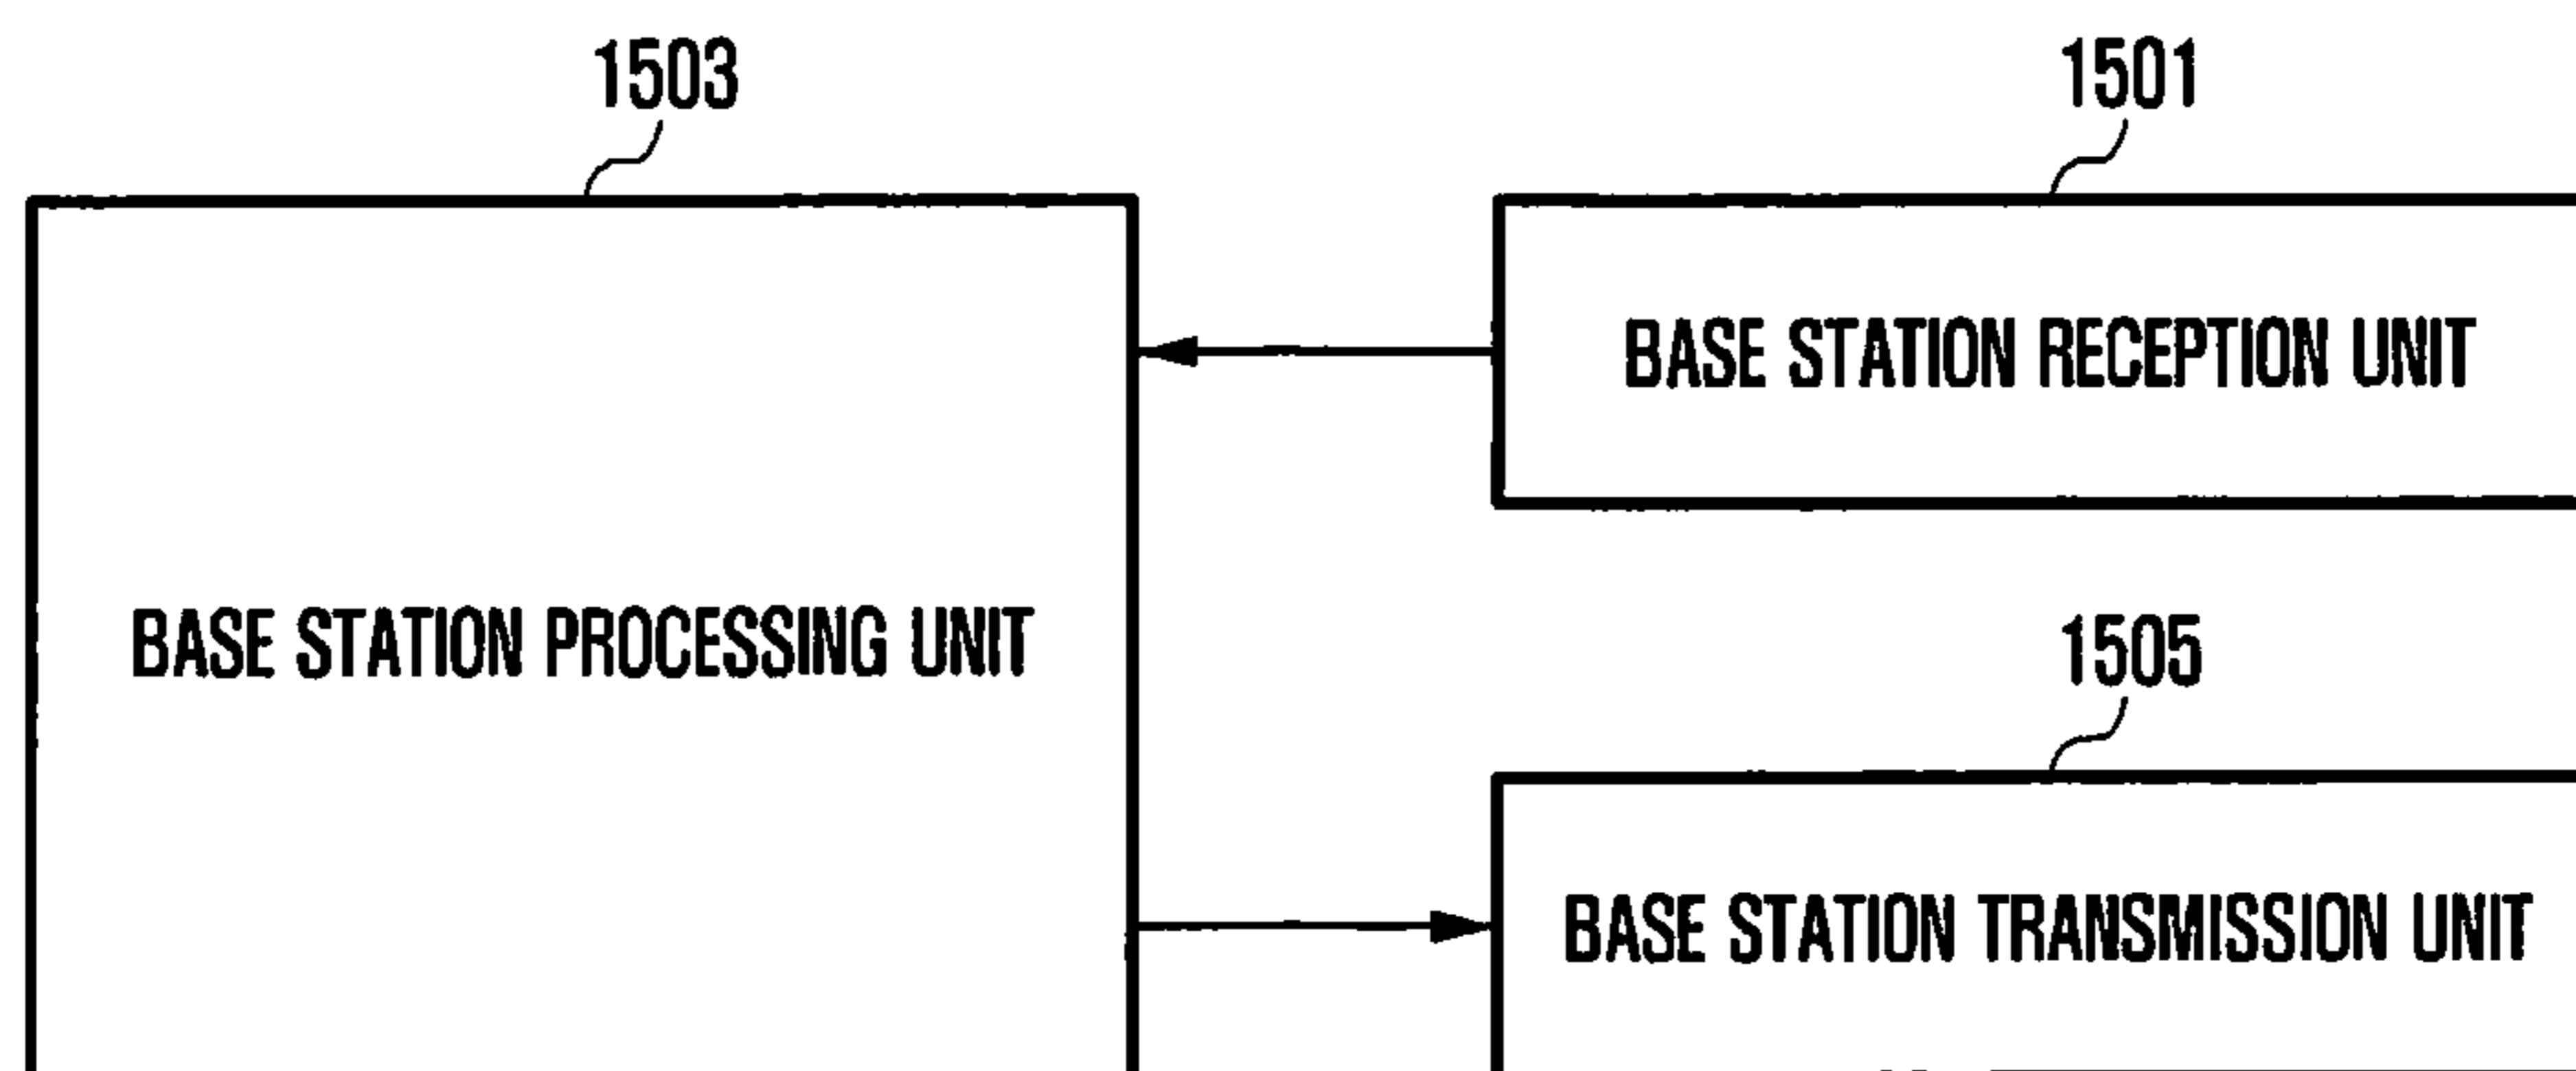 1503
1501
BASE STATION RECEPTION UNIT
BASE STATION PROCESSING UNIT
1505
BASE STATION TRANSMISSION UNIT